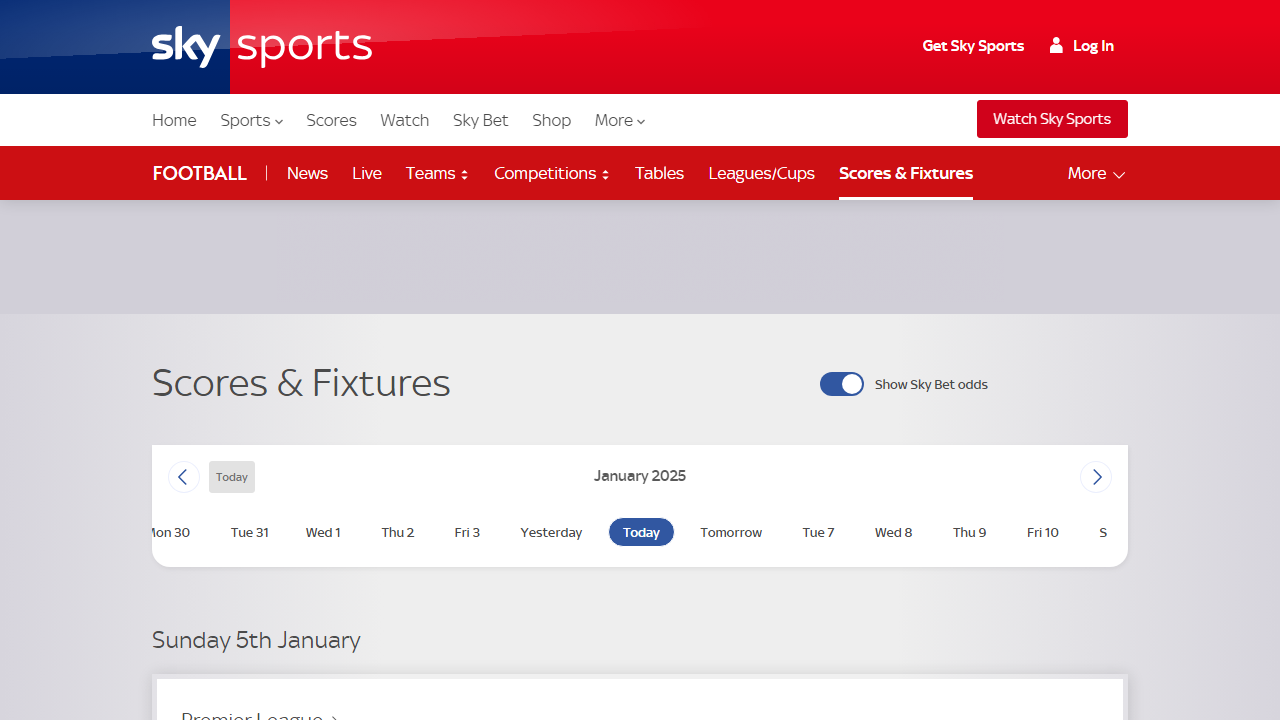 sky sports
Get Sky Sports
Log In
Home
Sports
Scores
Watch
Sky Bet
Shop
More
Watch Sky Sports
FOOTBALL
News
Live
Teams
Competitions
Tables
Leagues/Cups
Scores & Fixtures
More
Scores & Fixtures
Show Sky Bet odds
Today
January 2025
Mon 30
Tue 31
Wed 1
Thu 2
Fri 3
Yesterday
Today
Tomorrow
Tue 7
Wed 8
Thu 9
Fri 10
S
Sunday 5th January
Premier League